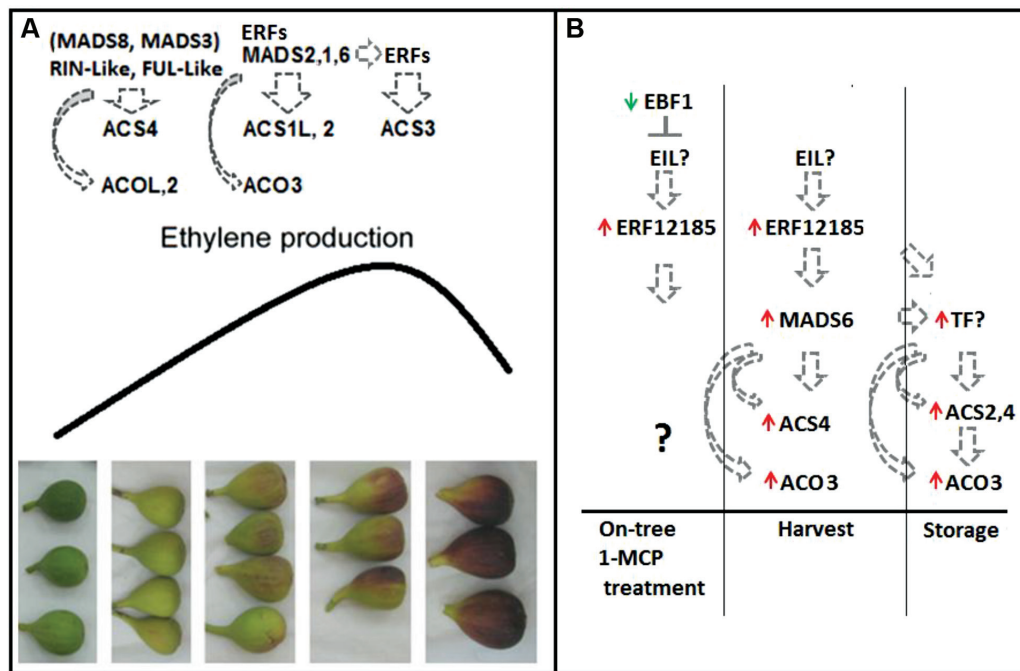 A
(MADS8, MADS3)
RIN-Like, FUL-Like
ERFs
MADS2,1,6
ERFs
ACS4
ACS1L, 2
ACS3
ACOL,2
ACO3
Ethylene production
B
EBF1
EIL?
EIL?
ERF12185
ERF12185
MADS6
TF?
ACS4
ACS2,4
?
ACO3
ACO3
On-tree
1-MCP
treatment
Harvest
Storage